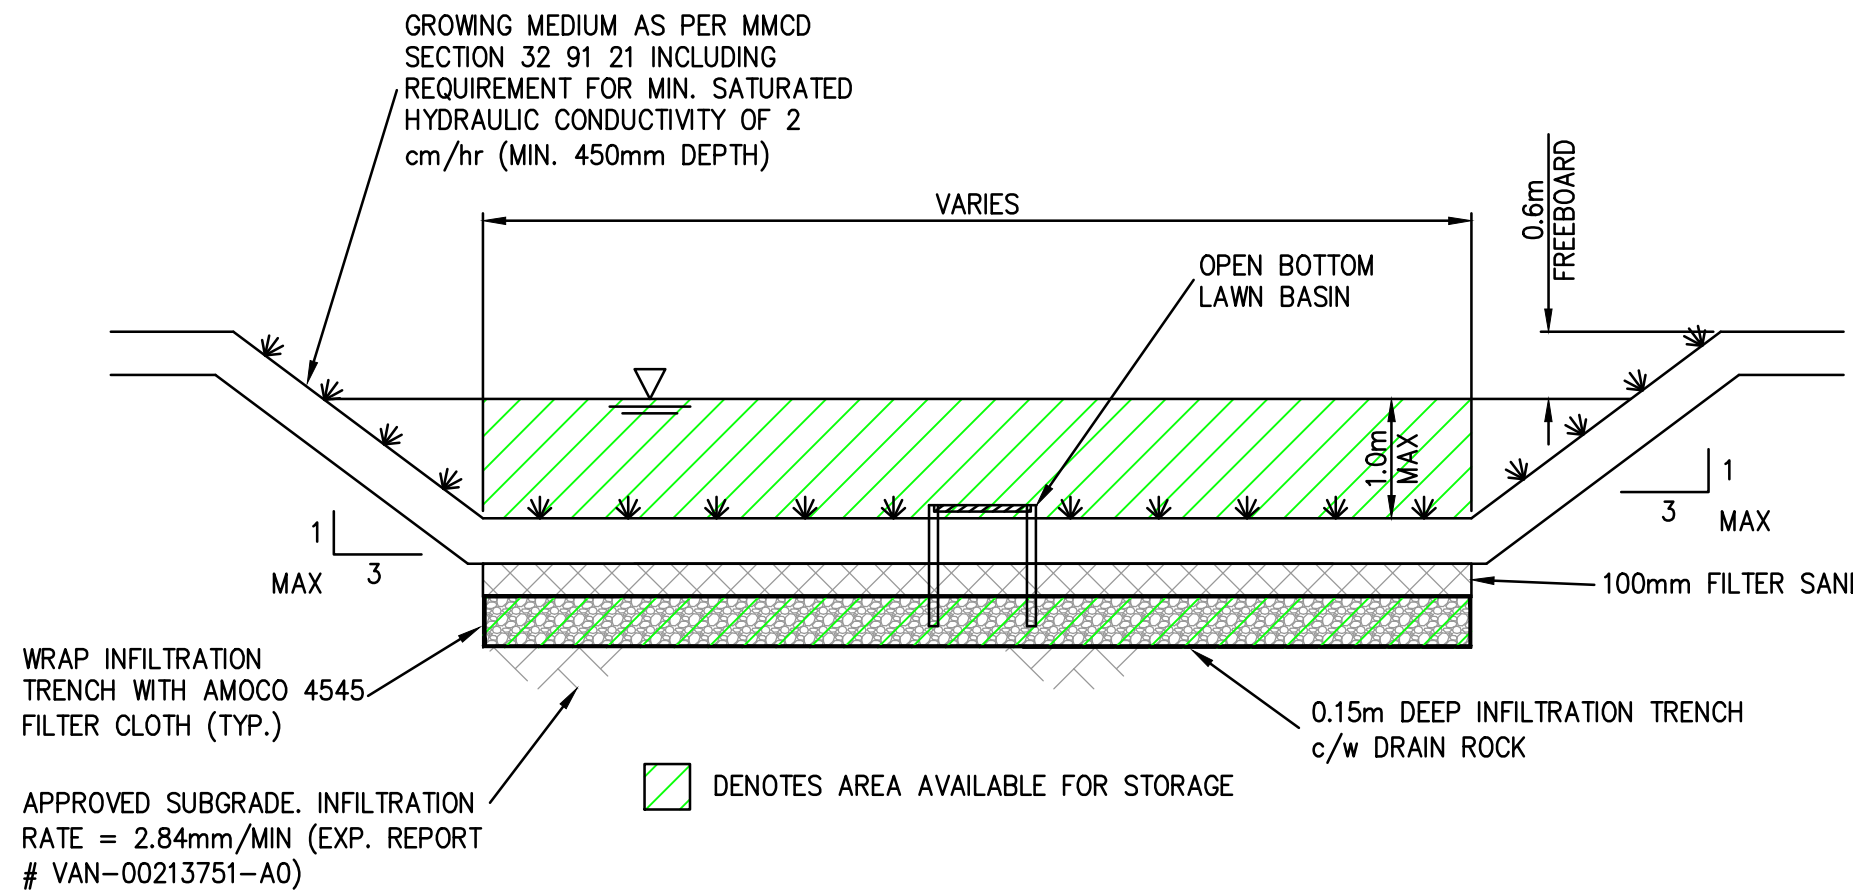 GROWING MEDIUM AS PER MMCD
SECTION 32 91 21 INCLUDING
REQUIREMENT FOR MIN. SATURATED
HYDRAULIC CONDUCTIVITY OF 2
cm/hr (MIN. 450mm DEPTH)
VARIES
0.6m
FREEBOARD
OPEN BOTTOM
LAWN BASIN
1.0m
MAX
1
3
MAX
1
3
MAX
100mm FILTER SAN
WRAP INFILTRATION
TRENCH WITH AMOCO 4545
FILTER CLOTH (TYP.)
0.15m DEEP INFILTRATION TRENCH
c/w DRAIN ROCK
DENOTES AREA AVAILABLE FOR STORAGE
APPROVED SUBGRADE. INFILTRATION
RATE = 2.84mm/MIN (EXP. REPORT
# VAN-00213751-A0)